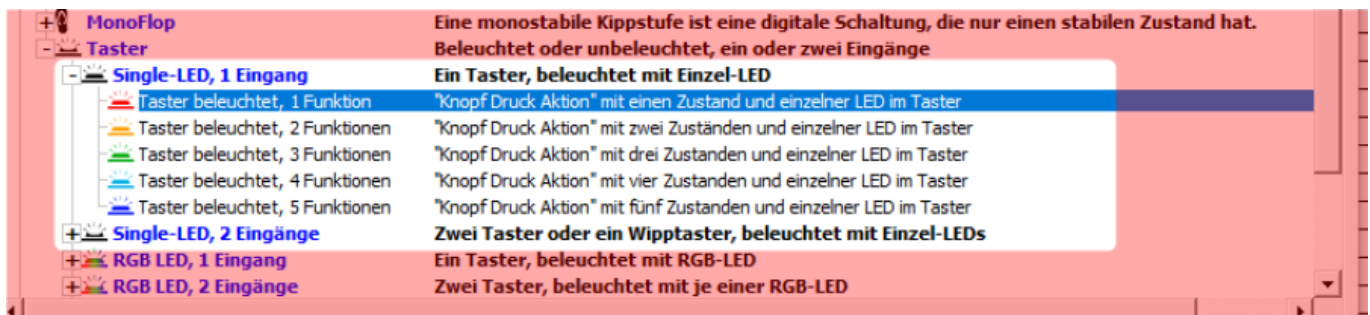 MonoFlop Eine monostabile Kippstufe ist eine digitale Schaltung, die nur einen stabilen Zustand hat.
Taster Beleuchtet oder unbeleuchtet, ein oder zwei Eingänge
Single-LED, 1 Eingang Ein Taster, beleuchtet mit Einzel-LED
Taster beleuchtet, 1 Funktion "Knopf Druck Aktion" mit einen Zustand und einzelner LED im Taster
Taster beleuchtet, 2 Funktionen "Knopf Druck Aktion" mit zwei Zuständen und einzelner LED im Taster
Taster beleuchtet, 3 Funktionen "Knopf Druck Aktion" mit drei Zustanden und einzelner LED im Taster
Taster beleuchtet, 4 Funktionen "Knopf Druck Aktion" mit vier Zustanden und einzelner LED im Taster
Taster beleuchtet, 5 Funktionen "Knopf Druck Aktion" mit fünf Zustanden und einzelner LED im Taster
Single-LED, 2 Eingänge Zwei Taster oder ein Wipptaster, beleuchtet mit Einzel-LEDs
RGB LED, 1 Eingang Ein Taster, beleuchtet mit RGB-LED
RGB LED, 2 Eingänge Zwei Taster, beleuchtet mit je einer RGB-LED